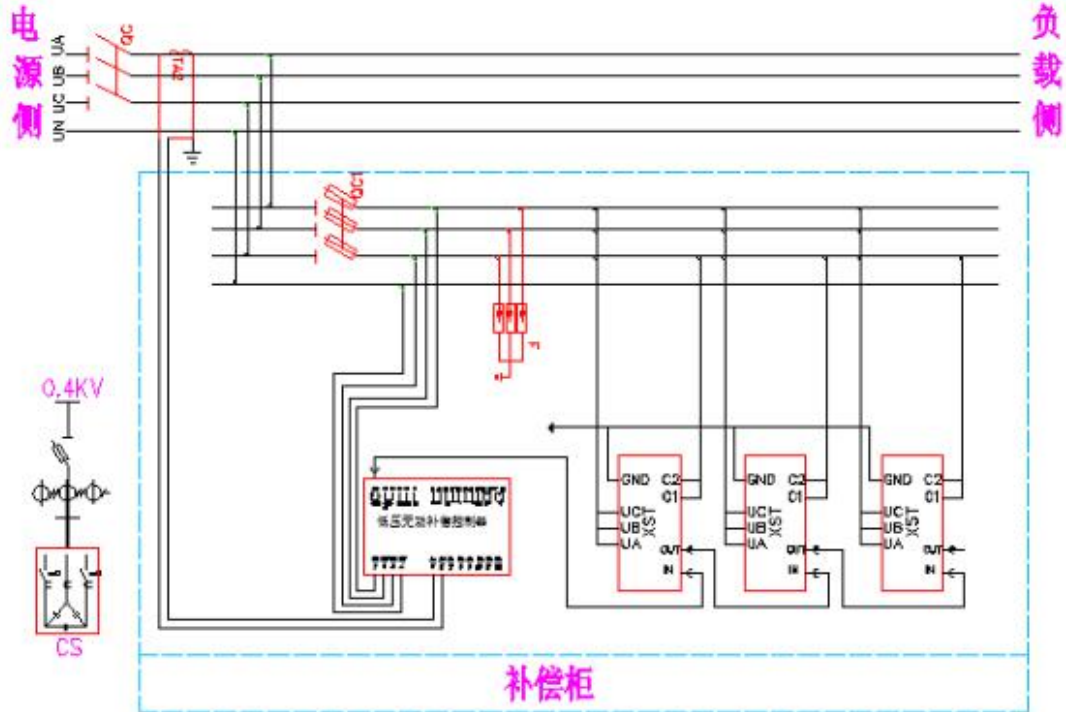 电源侧
负载侧
QC
UA
UB
UC
UN
TA2
QC1
F
0.4KV
CS
低压无功补偿控制器
GND C2
C1
UC
UB
UA
XST
OUT
IN
GND C2
C1
UC
UB
UA
XST
OUT
IN
GND C2
C1
UC
UB
UA
XST
OUT
IN
补偿柜